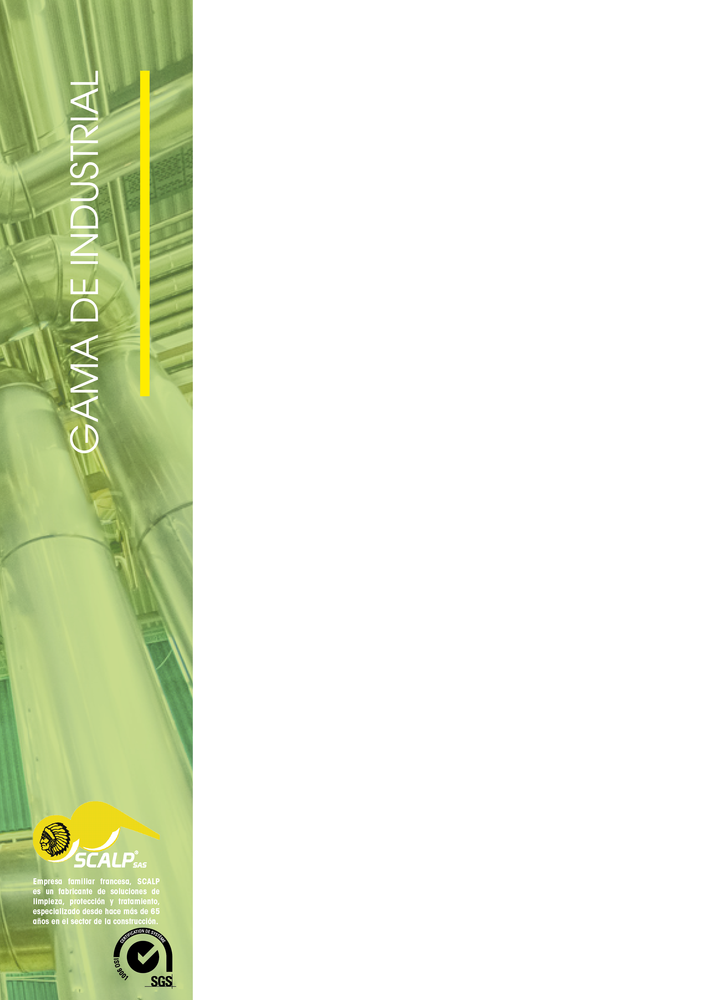 GAMA DE INDUSTRIAL
SCALP® SAS
Empresa familiar francesa, SCALP
es un fabricante de soluciones de
limpieza, protección y tratamiento,
especializado desde hace más de 65
años en el sector de la construcción.
CERTIFICATION DE SYSTÈME
ISO 9001
SGS